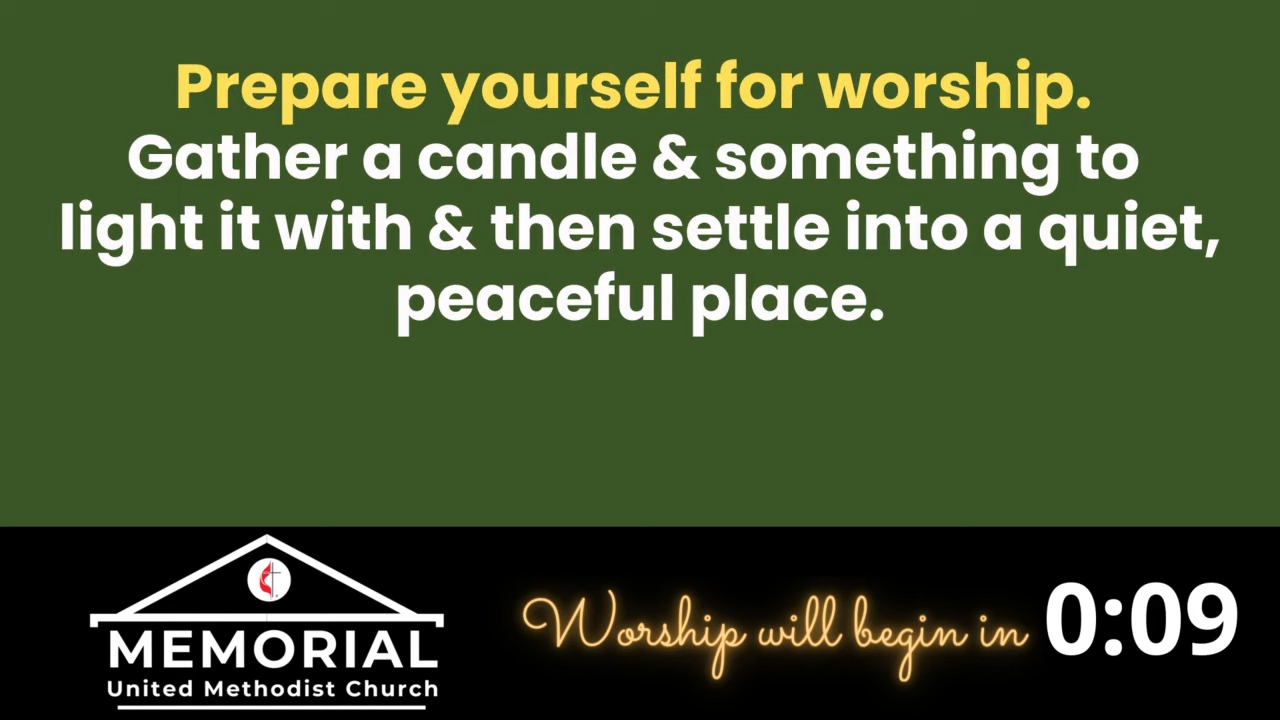 Prepare yourself for worship.
Gather a candle & something to
light it with & then settle into a quiet,
peaceful place.
MEMORIAL
United Methodist Church
Worship will begin in 0:09